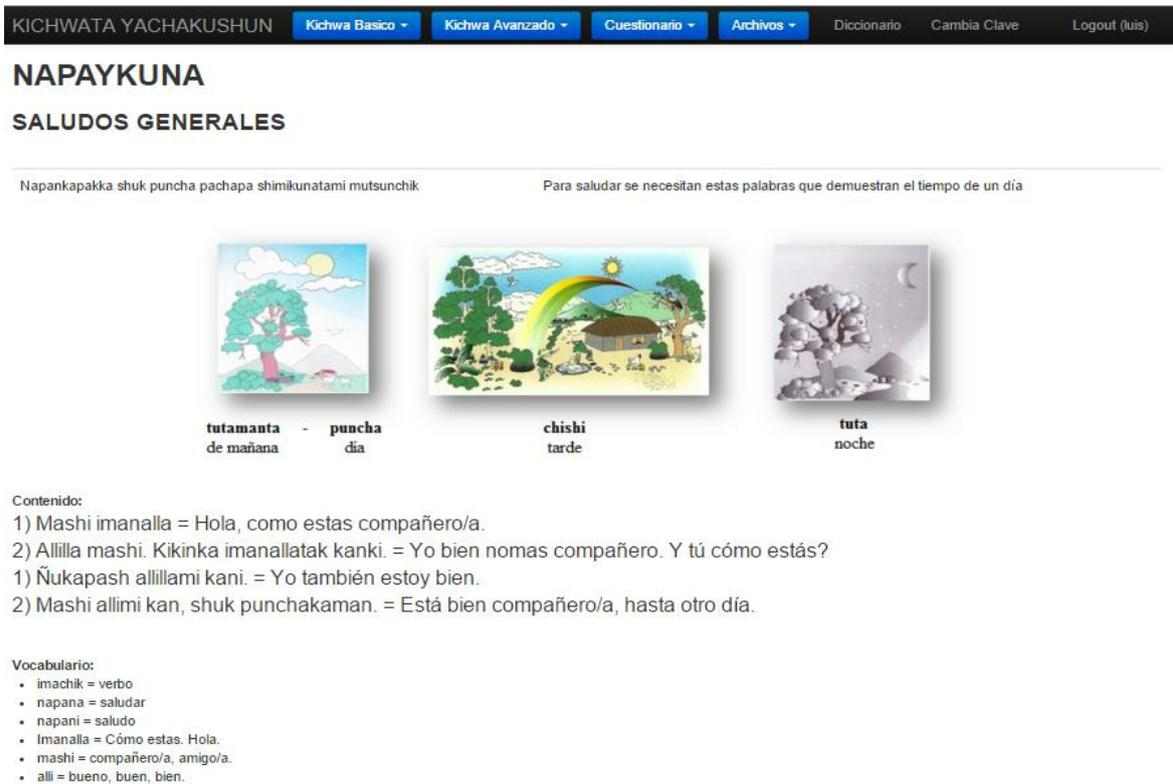 KICHWATA YACHAKUSHUN Kichwa Basico Kichwa Avanzado Cuestionario Archivos Diccionario Cambia Clave Logout (luis)
NAPAYKUNA
SALUDOS GENERALES
Napankapakka shuk puncha pachapa shimikunatami mutsunchik
Para saludar se necesitan estas palabras que demuestran el tiempo de un día
tutamanta - puncha
de mañana día
chishi
tarde
tuta
noche
Contenido:
1) Mashi imanalla = Hola, como estas compañero/a.
2) Allilla mashi. Kikinka imanallatak kanki. = Yo bien nomas compañero. Y tú cómo estás?
1) Ñukapash allillami kani. = Yo también estoy bien.
2) Mashi allimi kan, shuk punchakaman. = Está bien compañero/a, hasta otro día.
Vocabulario:
• imachik = verbo
• napana = saludar
• napani = saludo
• Imanalla = Cómo estas. Hola.
• mashi = compañero/a, amigo/a.
• alli = bueno, buen, bien.